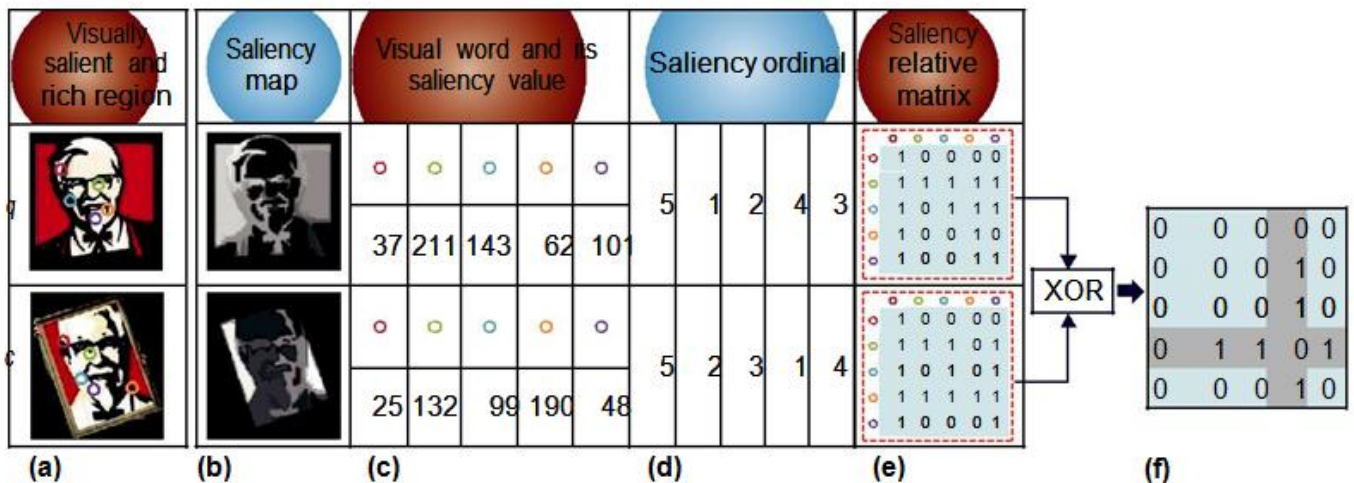 Visually
salient and
rich region
Saliency
map
Visual word and its
saliency value
Saliency ordinal
Saliency
relative
matrix
q
37 211 143 62 101
5 1 2 4 3
1 0 0 0 0
1 1 1 1 1
1 0 1 1 1
1 0 0 1 0
1 0 0 1 1
c
25 132 99 190 48
5 2 3 1 4
1 0 0 0 0
1 1 1 0 1
1 0 1 0 1
1 1 1 1 1
1 0 0 0 1
XOR
0 0 0 0 0
0 0 0 1 0
0 0 0 1 0
0 1 1 0 1
0 0 0 1 0
(a) (b) (c) (d) (e) (f)